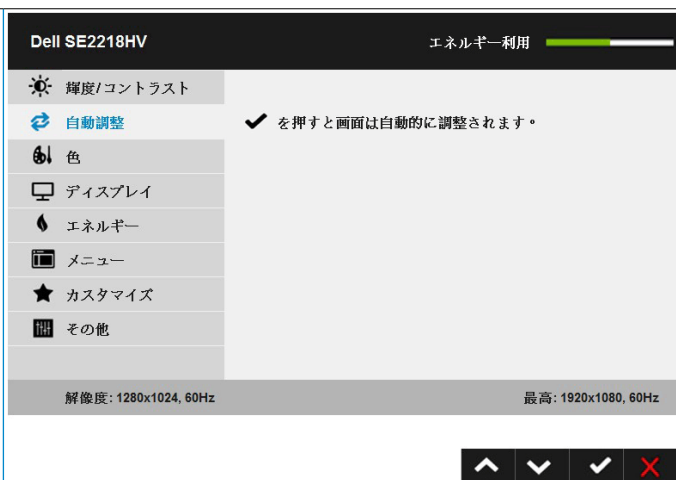 Dell SE2218HV
エネルギー利用
輝度/コントラスト
自動調整
✔ を押すと画面は自動的に調整されます。
色
ディスプレイ
エネルギー
メニュー
カスタマイズ
その他
解像度: 1280x1024, 60Hz
最高: 1920x1080, 60Hz